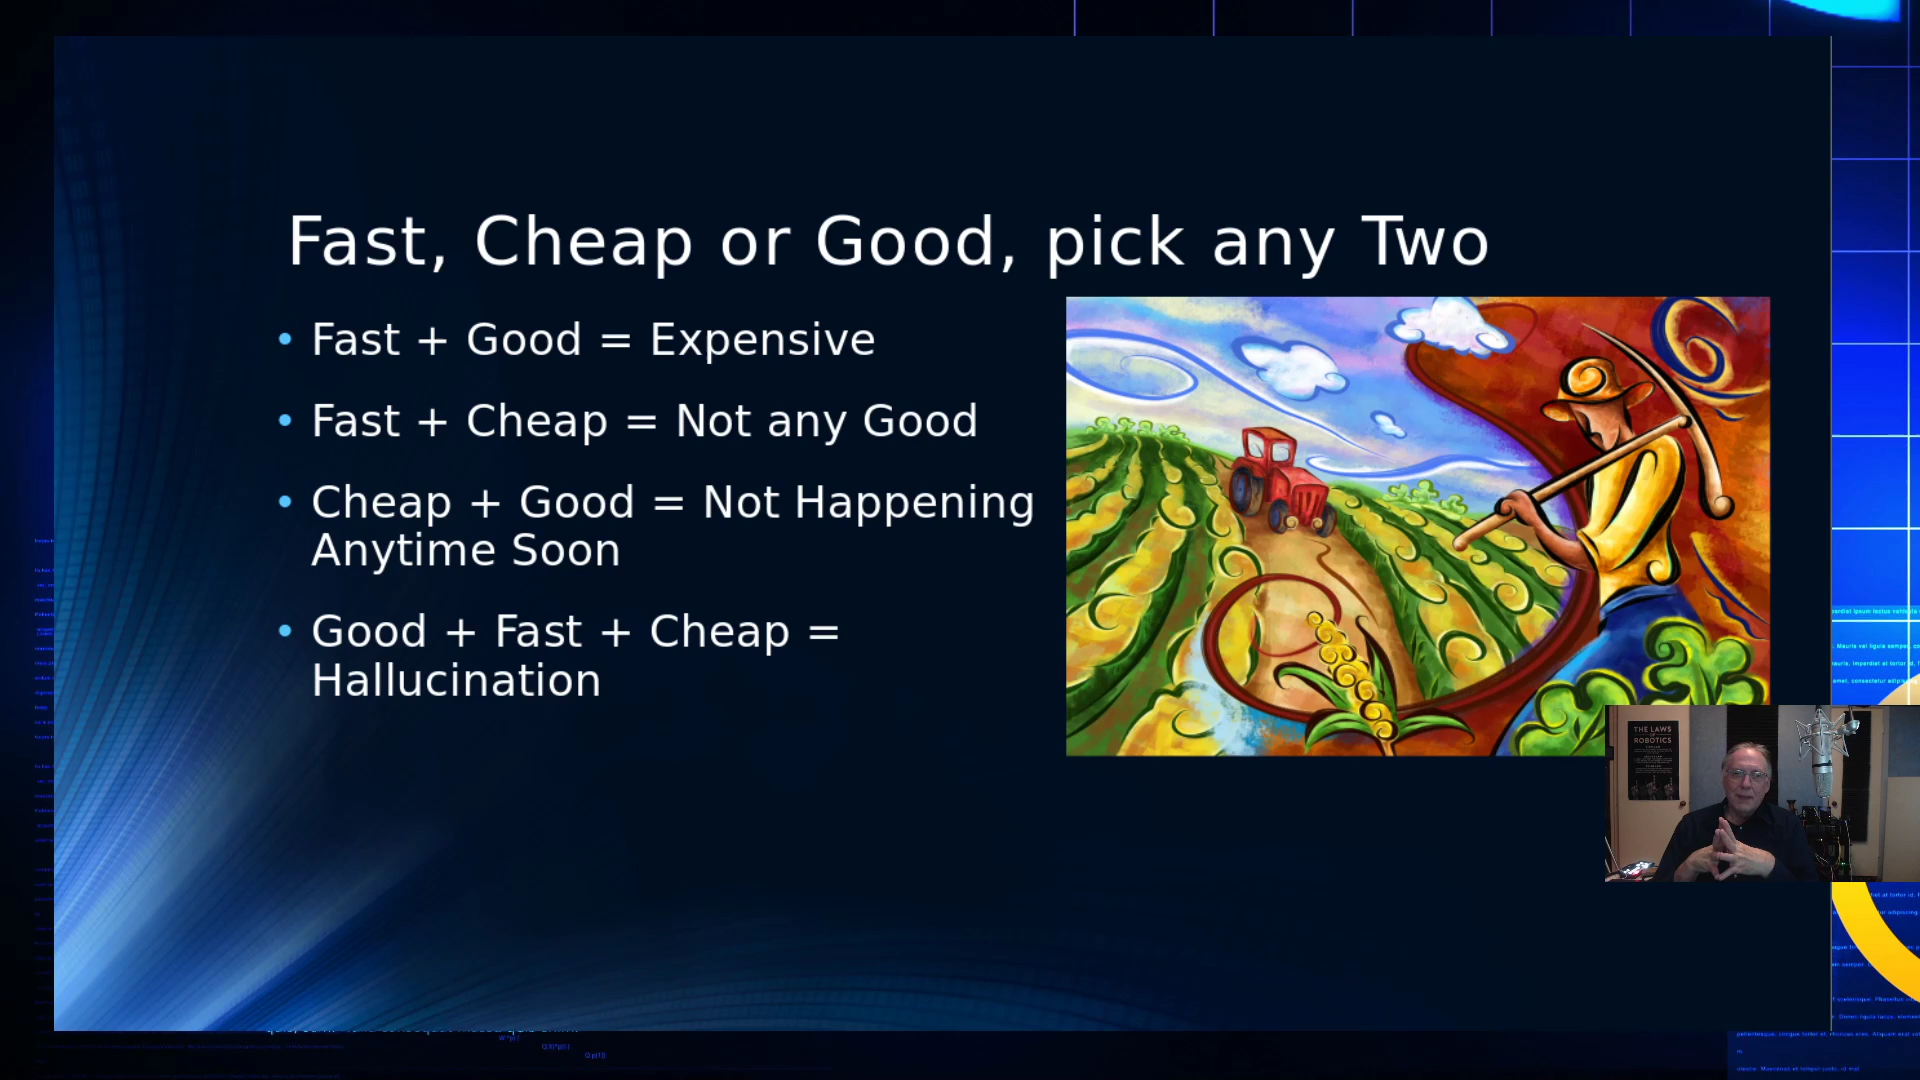 Fast, Cheap or Good, pick any Two
• Fast + Good = Expensive
• Fast + Cheap = Not any Good
• Cheap + Good = Not Happening
Anytime Soon
• Good + Fast + Cheap =
Hallucination
THE LAWS
OF
ROBOTICS